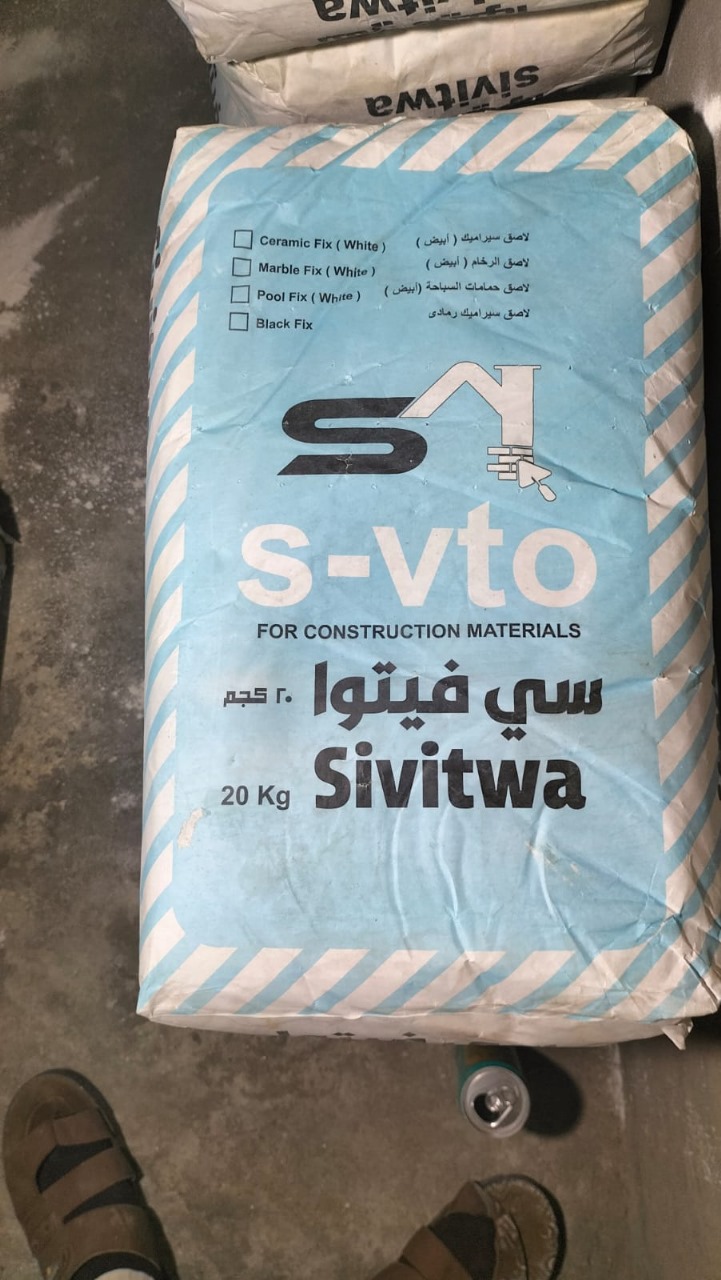 sivitwa
Ceramic Fix ( White ) لاصق سيراميك ( أبيض )
Marble Fix ( White ) لاصق الرخام ( أبيض )
Pool Fix ( White ) لاصق حمامات السباحة (أبيض )
Black Fix لاصق سيراميك رمادى
s-vto
FOR CONSTRUCTION MATERIALS
سي فيتوا ٢٠ كجم
20 Kg Sivitwa